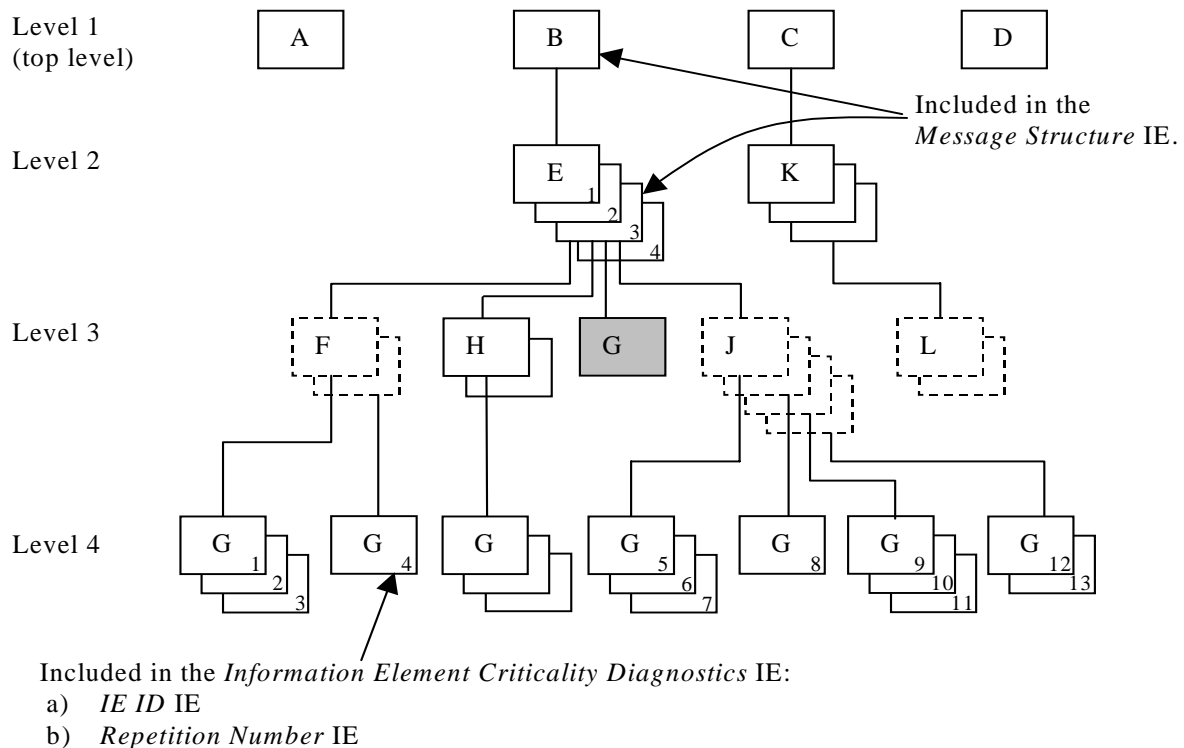 Level 1
(top level)
A
B
C
D
Included in the
Message Structure IE.
Level 2
E
1
2
3
4
K
Level 3
F
H
G
J
L
Level 4
G
1
2
3
G
4
G
G
5
6
7
G
8
G
9
10
11
G
12
13
Included in the Information Element Criticality Diagnostics IE:
a) IE ID IE
b) Repetition Number IE